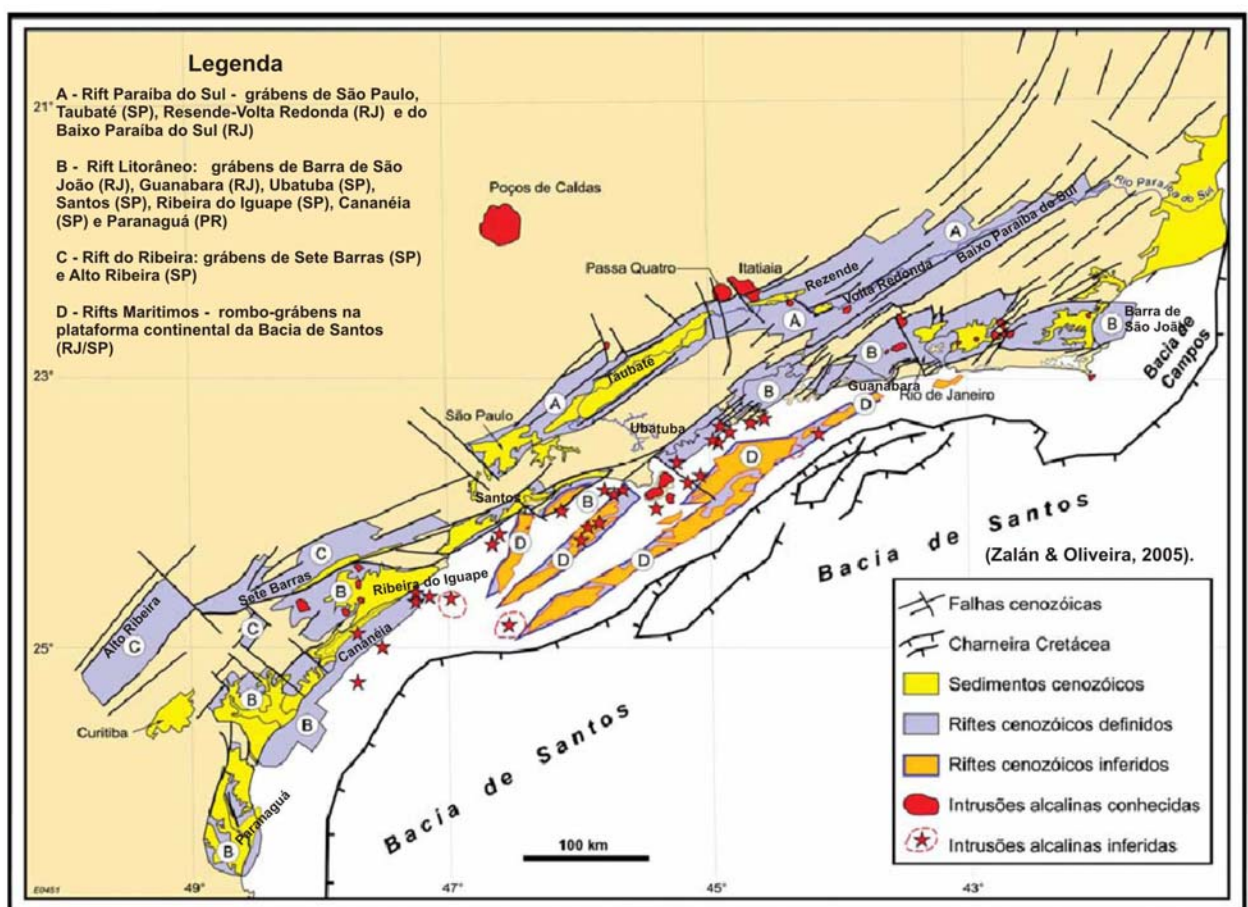 Legenda
A - Rift Paraíba do Sul - grábens de São Paulo,
Taubaté (SP), Resende-Volta Redonda (RJ) e do
Baixo Paraíba do Sul (RJ)
B - Rift Litorâneo: grábens de Barra de São
João (RJ), Guanabara (RJ), Ubatuba (SP),
Santos (SP), Ribeira do Iguape (SP), Cananéia
(SP) e Paranaguá (PR)
C - Rift do Ribeira: grábens de Sete Barras (SP)
e Alto Ribeira (SP)
D - Rifts Maritimos - rombo-grábens na
plataforma continental da Bacia de Santos
(RJ/SP)
21°
23°
25°
Poços de Caldas
Passa Quatro
Itatiaia
Rezende
Volta Redonda
Baixo Paraíba do Sul
Rio Paraíba do Sul
A
A
A
Taubaté
São Paulo
Ubatuba
Guanabara
Rio de Janeiro
Barra de
São João
Bacia de
Campos
B
B
B
D
D
Santos
B
D
D
D
C
Sete Barras
B
Ribeira do Iguape
Alto Ribeira
C
C
Cananéia
B
B
Curitiba
Paranaguá
B
Bacia de Santos
Bacia de Santos
(Zalán & Oliveira, 2005).
Falhas cenozóicas
Charneira Cretácea
Sedimentos cenozóicos
Riftes cenozóicos definidos
Riftes cenozóicos inferidos
Intrusões alcalinas conhecidas
Intrusões alcalinas inferidas
100 km
E0451
49°
47°
45°
43°